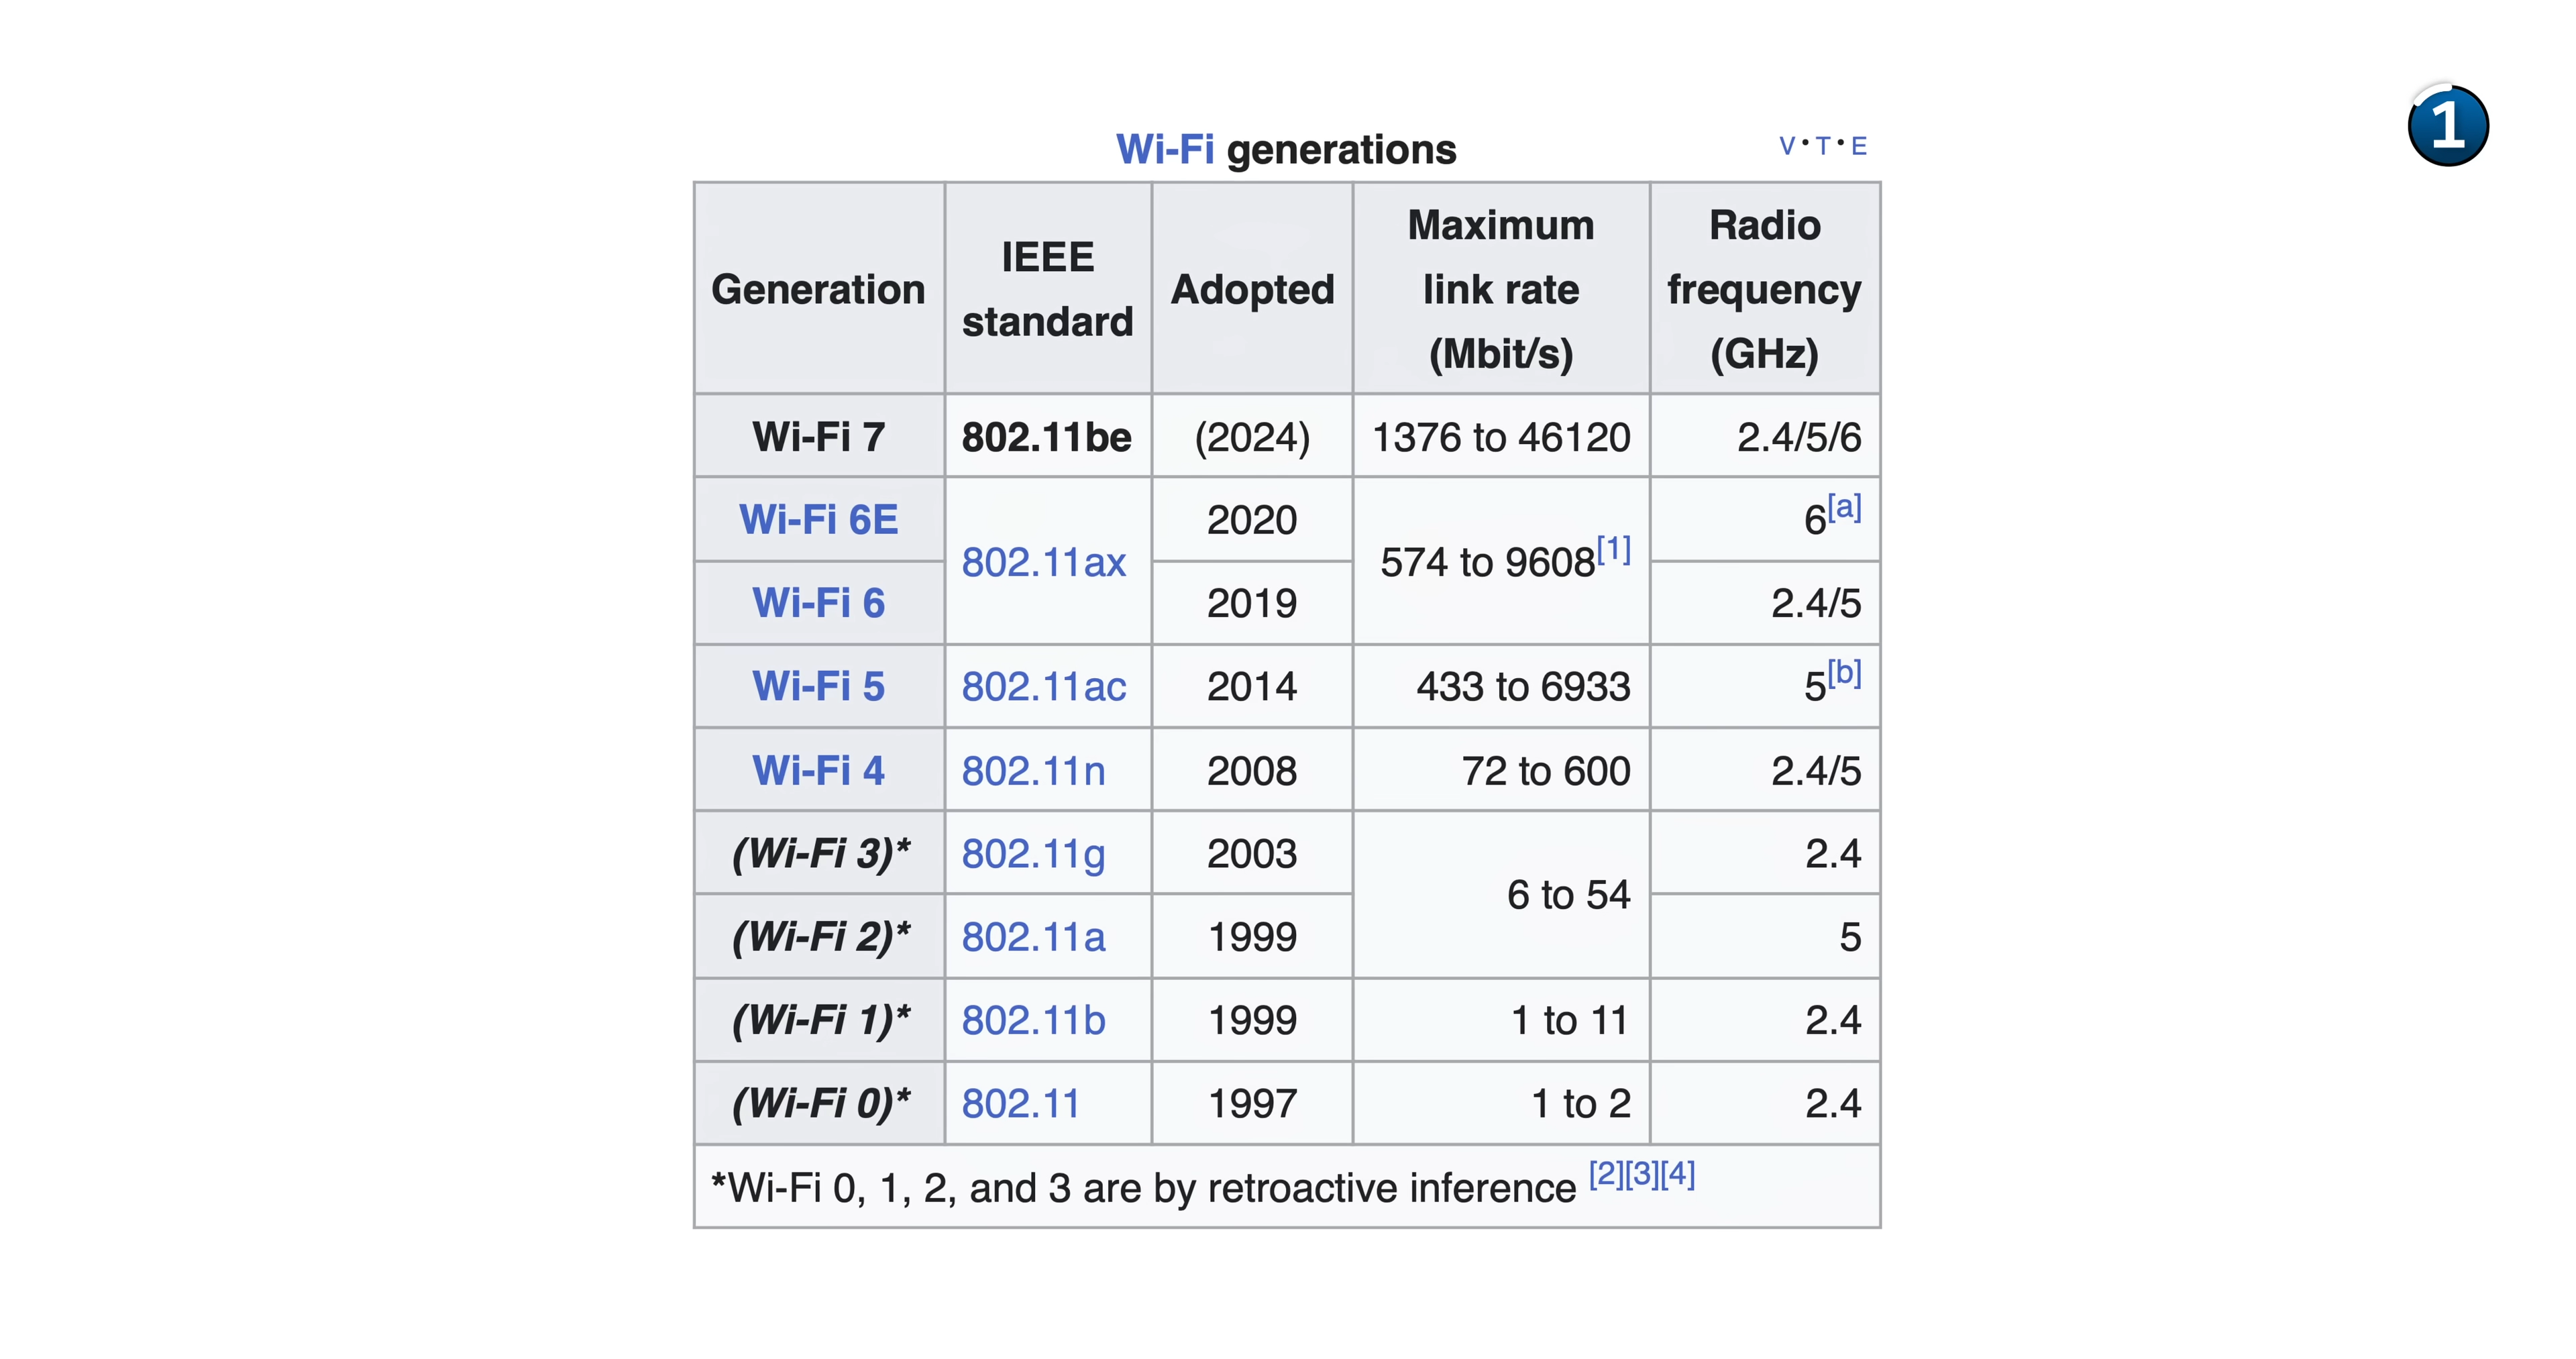 1
Wi-Fi generations V·T·E
Generation IEEE standard Adopted Maximum link rate (Mbit/s) Radio frequency (GHz)
Wi-Fi 7 802.11be (2024) 1376 to 46120 2.4/5/6
Wi-Fi 6E 802.11ax 2020 574 to 9608[1] 6[a]
Wi-Fi 6 2019 2.4/5
Wi-Fi 5 802.11ac 2014 433 to 6933 5[b]
Wi-Fi 4 802.11n 2008 72 to 600 2.4/5
(Wi-Fi 3)* 802.11g 2003 6 to 54 2.4
(Wi-Fi 2)* 802.11a 1999 5
(Wi-Fi 1)* 802.11b 1999 1 to 11 2.4
(Wi-Fi 0)* 802.11 1997 1 to 2 2.4
*Wi-Fi 0, 1, 2, and 3 are by retroactive inference [2][3][4]